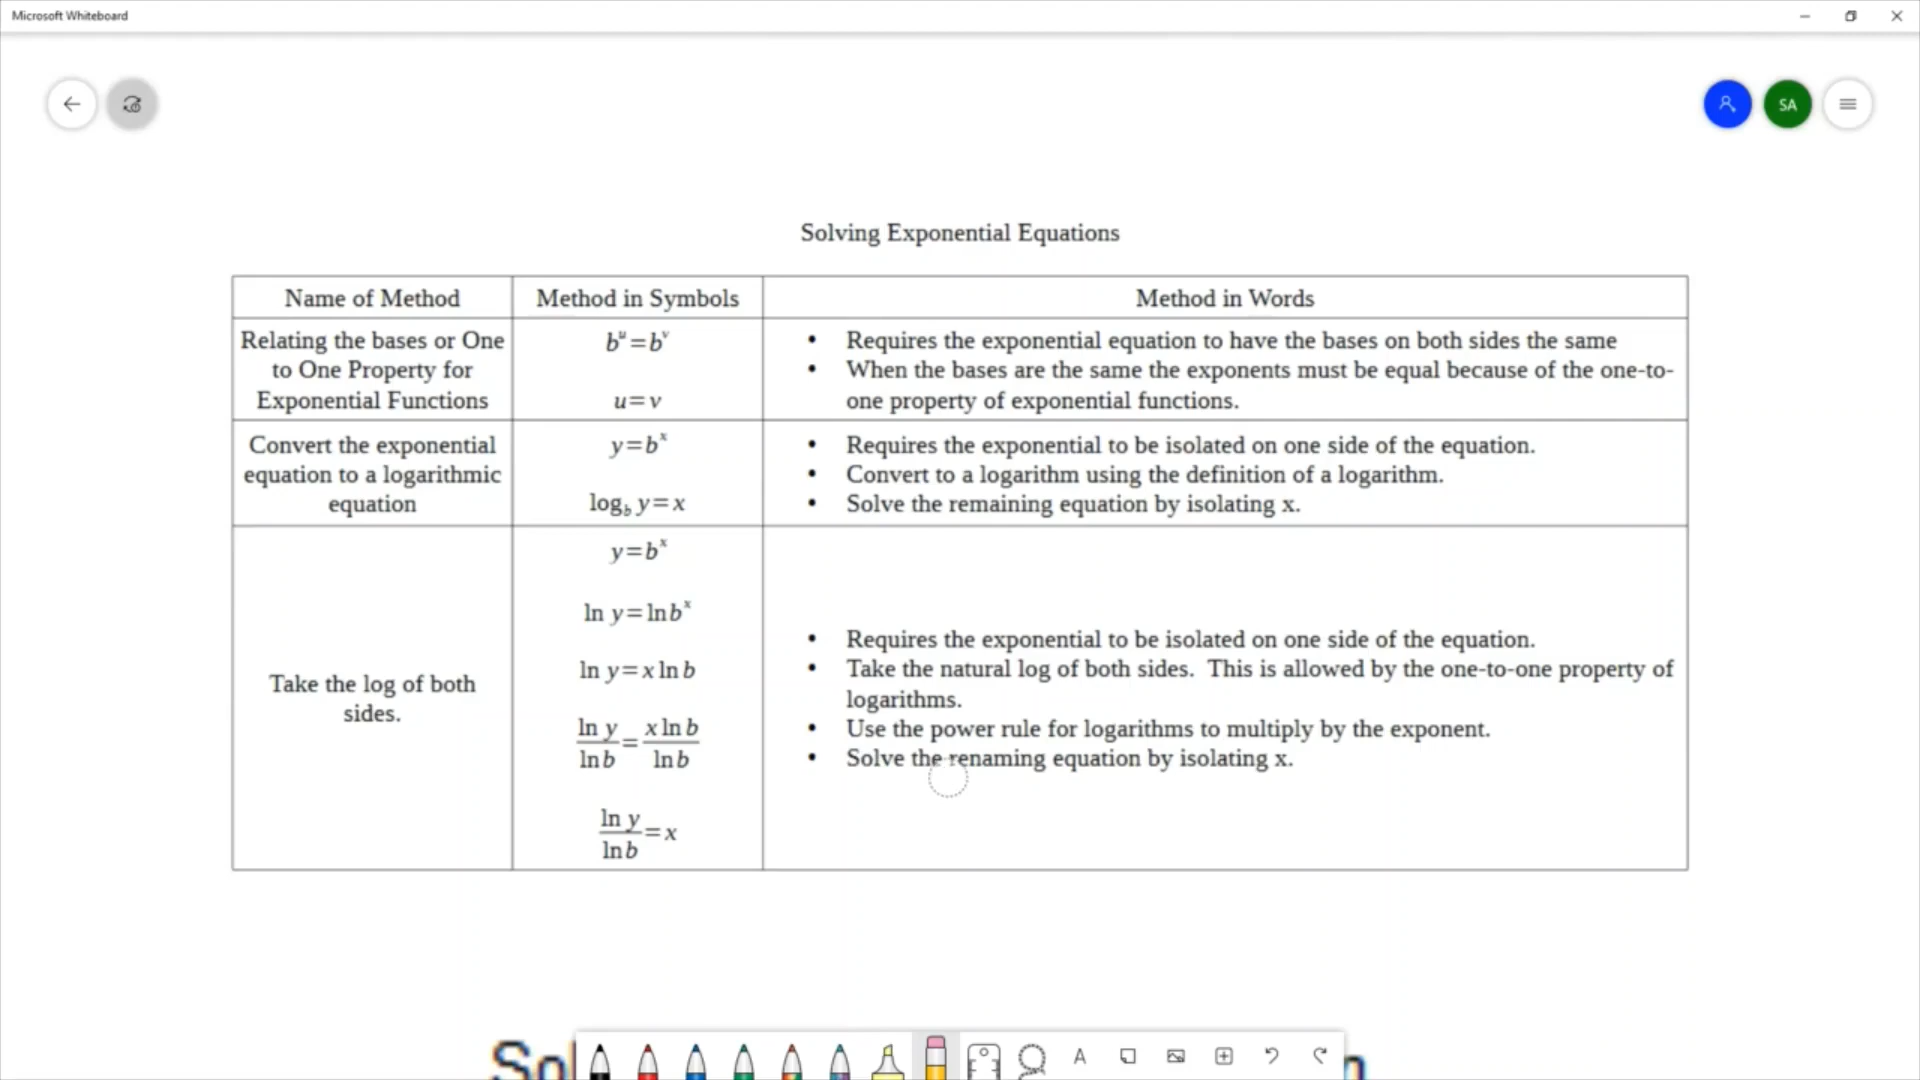 Microsoft Whiteboard
SA
Solving Exponential Equations
Name of Method
Method in Symbols
Method in Words
Relating the bases or One
to One Property for
Exponential Functions
bᵘ=bᵛ
u=v
• Requires the exponential equation to have the bases on both sides the same
• When the bases are the same the exponents must be equal because of the one-to-
one property of exponential functions.
Convert the exponential
equation to a logarithmic
equation
y=bˣ
log_b y=x
• Requires the exponential to be isolated on one side of the equation.
• Convert to a logarithm using the definition of a logarithm.
• Solve the remaining equation by isolating x.
Take the log of both
sides.
y=bˣ
ln y=ln bˣ
ln y=x ln b
ln y/ln b = x ln b/ln b
ln y/ln b = x
• Requires the exponential to be isolated on one side of the equation.
• Take the natural log of both sides. This is allowed by the one-to-one property of
logarithms.
• Use the power rule for logarithms to multiply by the exponent.
• Solve the renaming equation by isolating x.
A